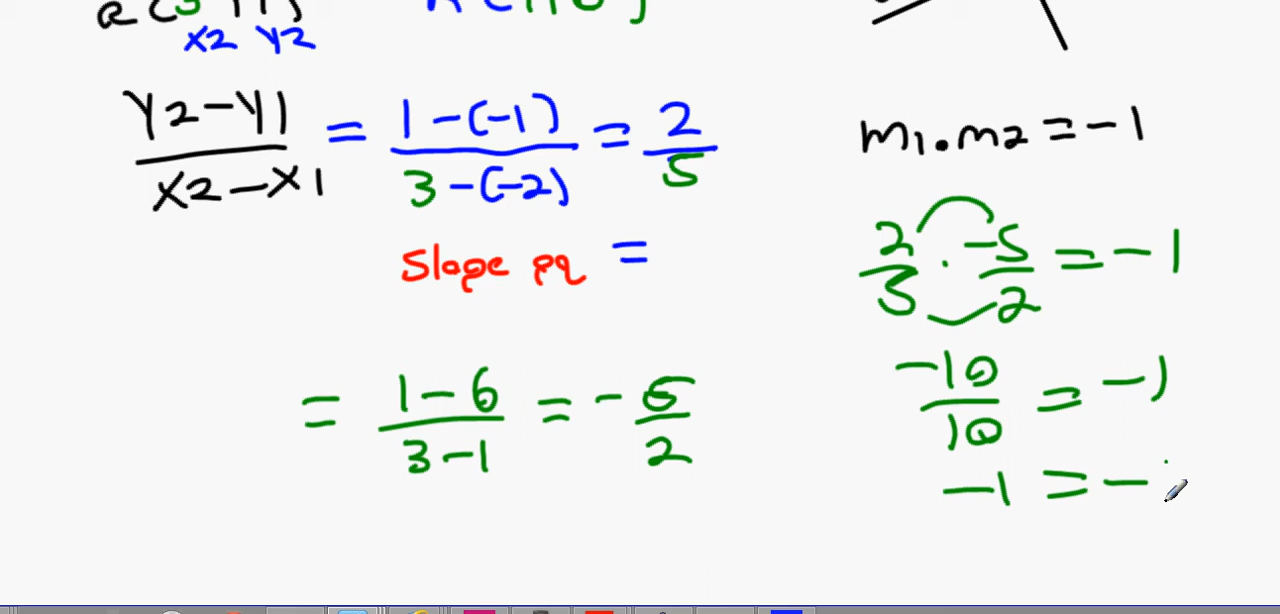 X2 Y2
Y2-Y1 / X2-X1 = 1-(-1) / 3-(-2) = 2/5
Slope pq =
= 1-6 / 3-1 = -5/2
m1.m2 = -1
2/5 . -5/2 = -1
-10/10 = -1
-1 = -